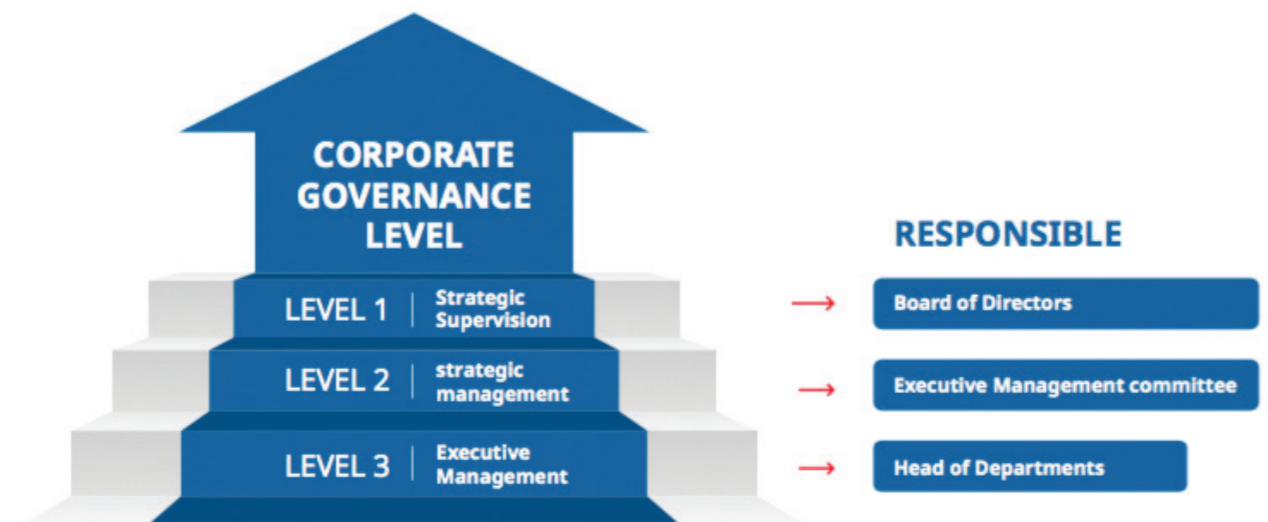 CORPORATE
GOVERNANCE
LEVEL
RESPONSIBLE
LEVEL 1
Strategic
Supervision
Board of Directors
LEVEL 2
strategic
management
Executive Management committee
LEVEL 3
Executive
Management
Head of Departments